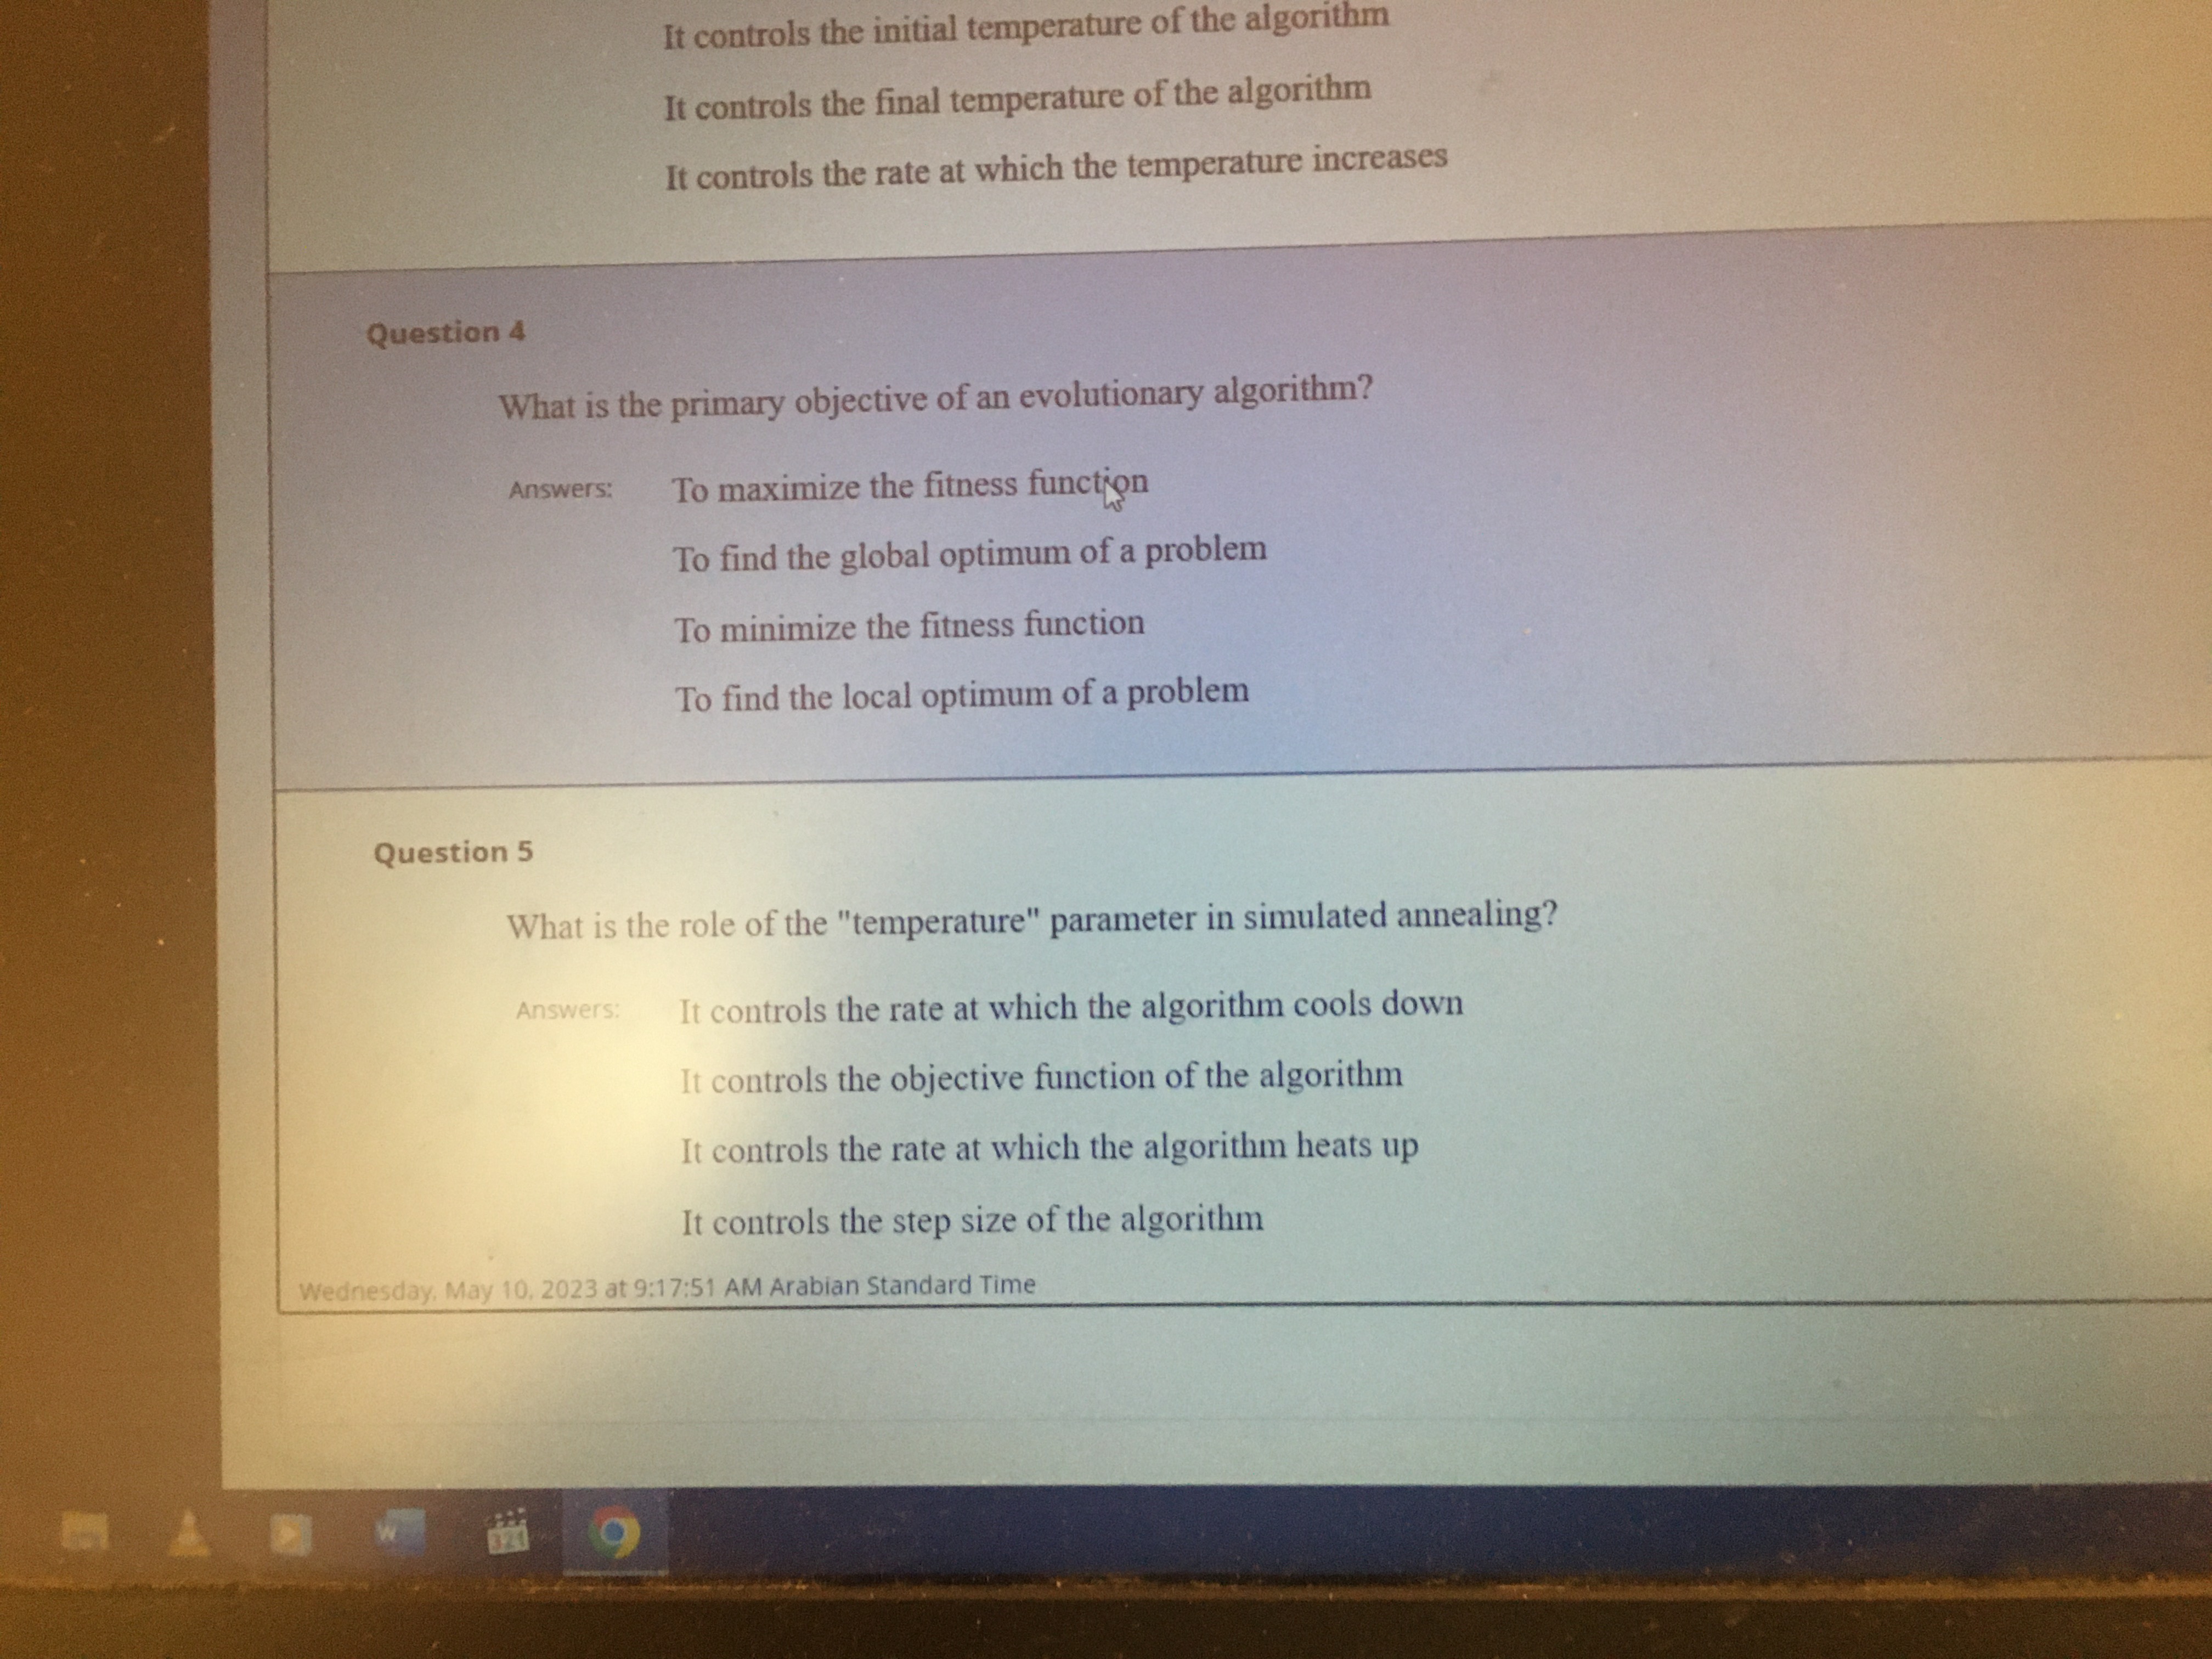 It controls the initial temperature of the algorithm
It controls the final temperature of the algorithm
It controls the rate at which the temperature increases
Question 4
What is the primary objective of an evolutionary algorithm?
Answers: To maximize the fitness function
To find the global optimum of a problem
To minimize the fitness function
To find the local optimum of a problem
Question 5
What is the role of the "temperature" parameter in simulated annealing?
Answers: It controls the rate at which the algorithm cools down
It controls the objective function of the algorithm
It controls the rate at which the algorithm heats up
It controls the step size of the algorithm
Wednesday, May 10, 2023 at 9:17:51 AM Arabian Standard Time
W
321